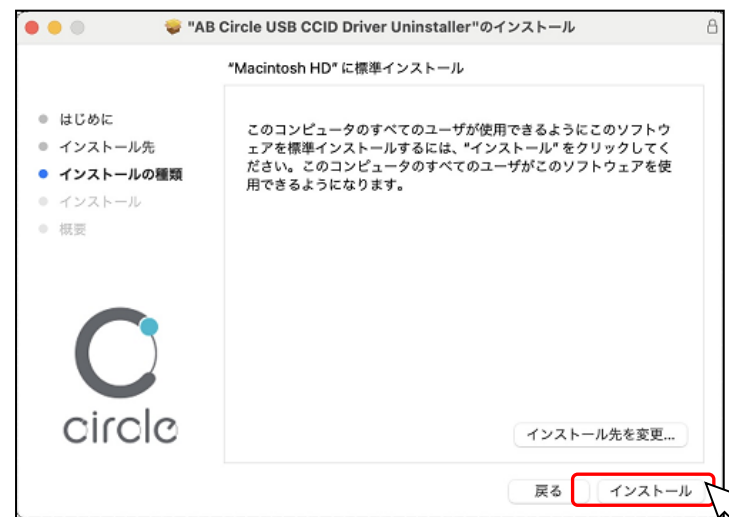 "AB Circle USB CCID Driver Uninstaller"のインストール
"Macintosh HD" に標準インストール
はじめに
インストール先
インストールの種類
インストール
概要
このコンピュータのすべてのユーザが使用できるようにこのソフトウ
ェアを標準インストールするには、"インストール" をクリックしてく
ださい。このコンピュータのすべてのユーザがこのソフトウェアを使
用できるようになります。
circle
インストール先を変更...
戻る
インストール